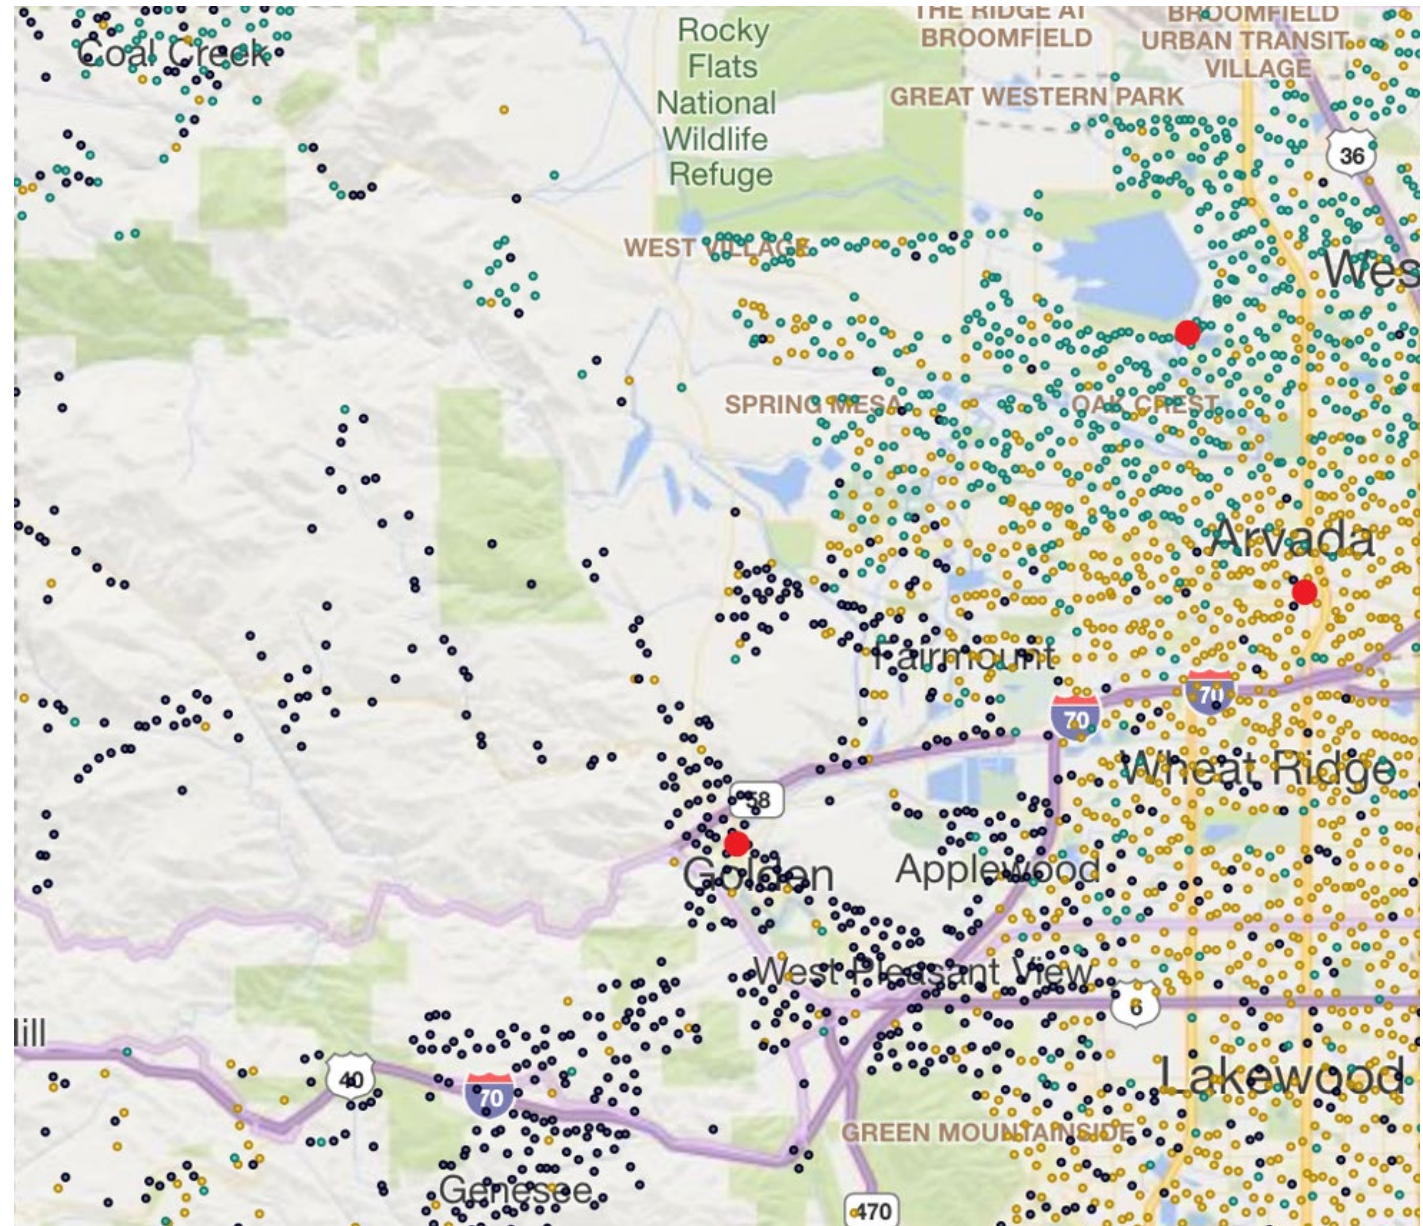 THE RIDGE AT
BROOMFIELD
BROOMFIELD
URBAN TRANSIT
VILLAGE
Rocky
Flats
National
Wildlife
Refuge
Coal Creek
GREAT WESTERN PARK
36
WEST VILLAGE
Wes
SPRING MESA
OAK CREST
Arvada
Fairmount
70
70
Wheat Ridge
58
Golden
Applewood
West Pleasant View
6
Hill
40
70
Lakewood
GREEN MOUNTAINSIDE
Genesee
470